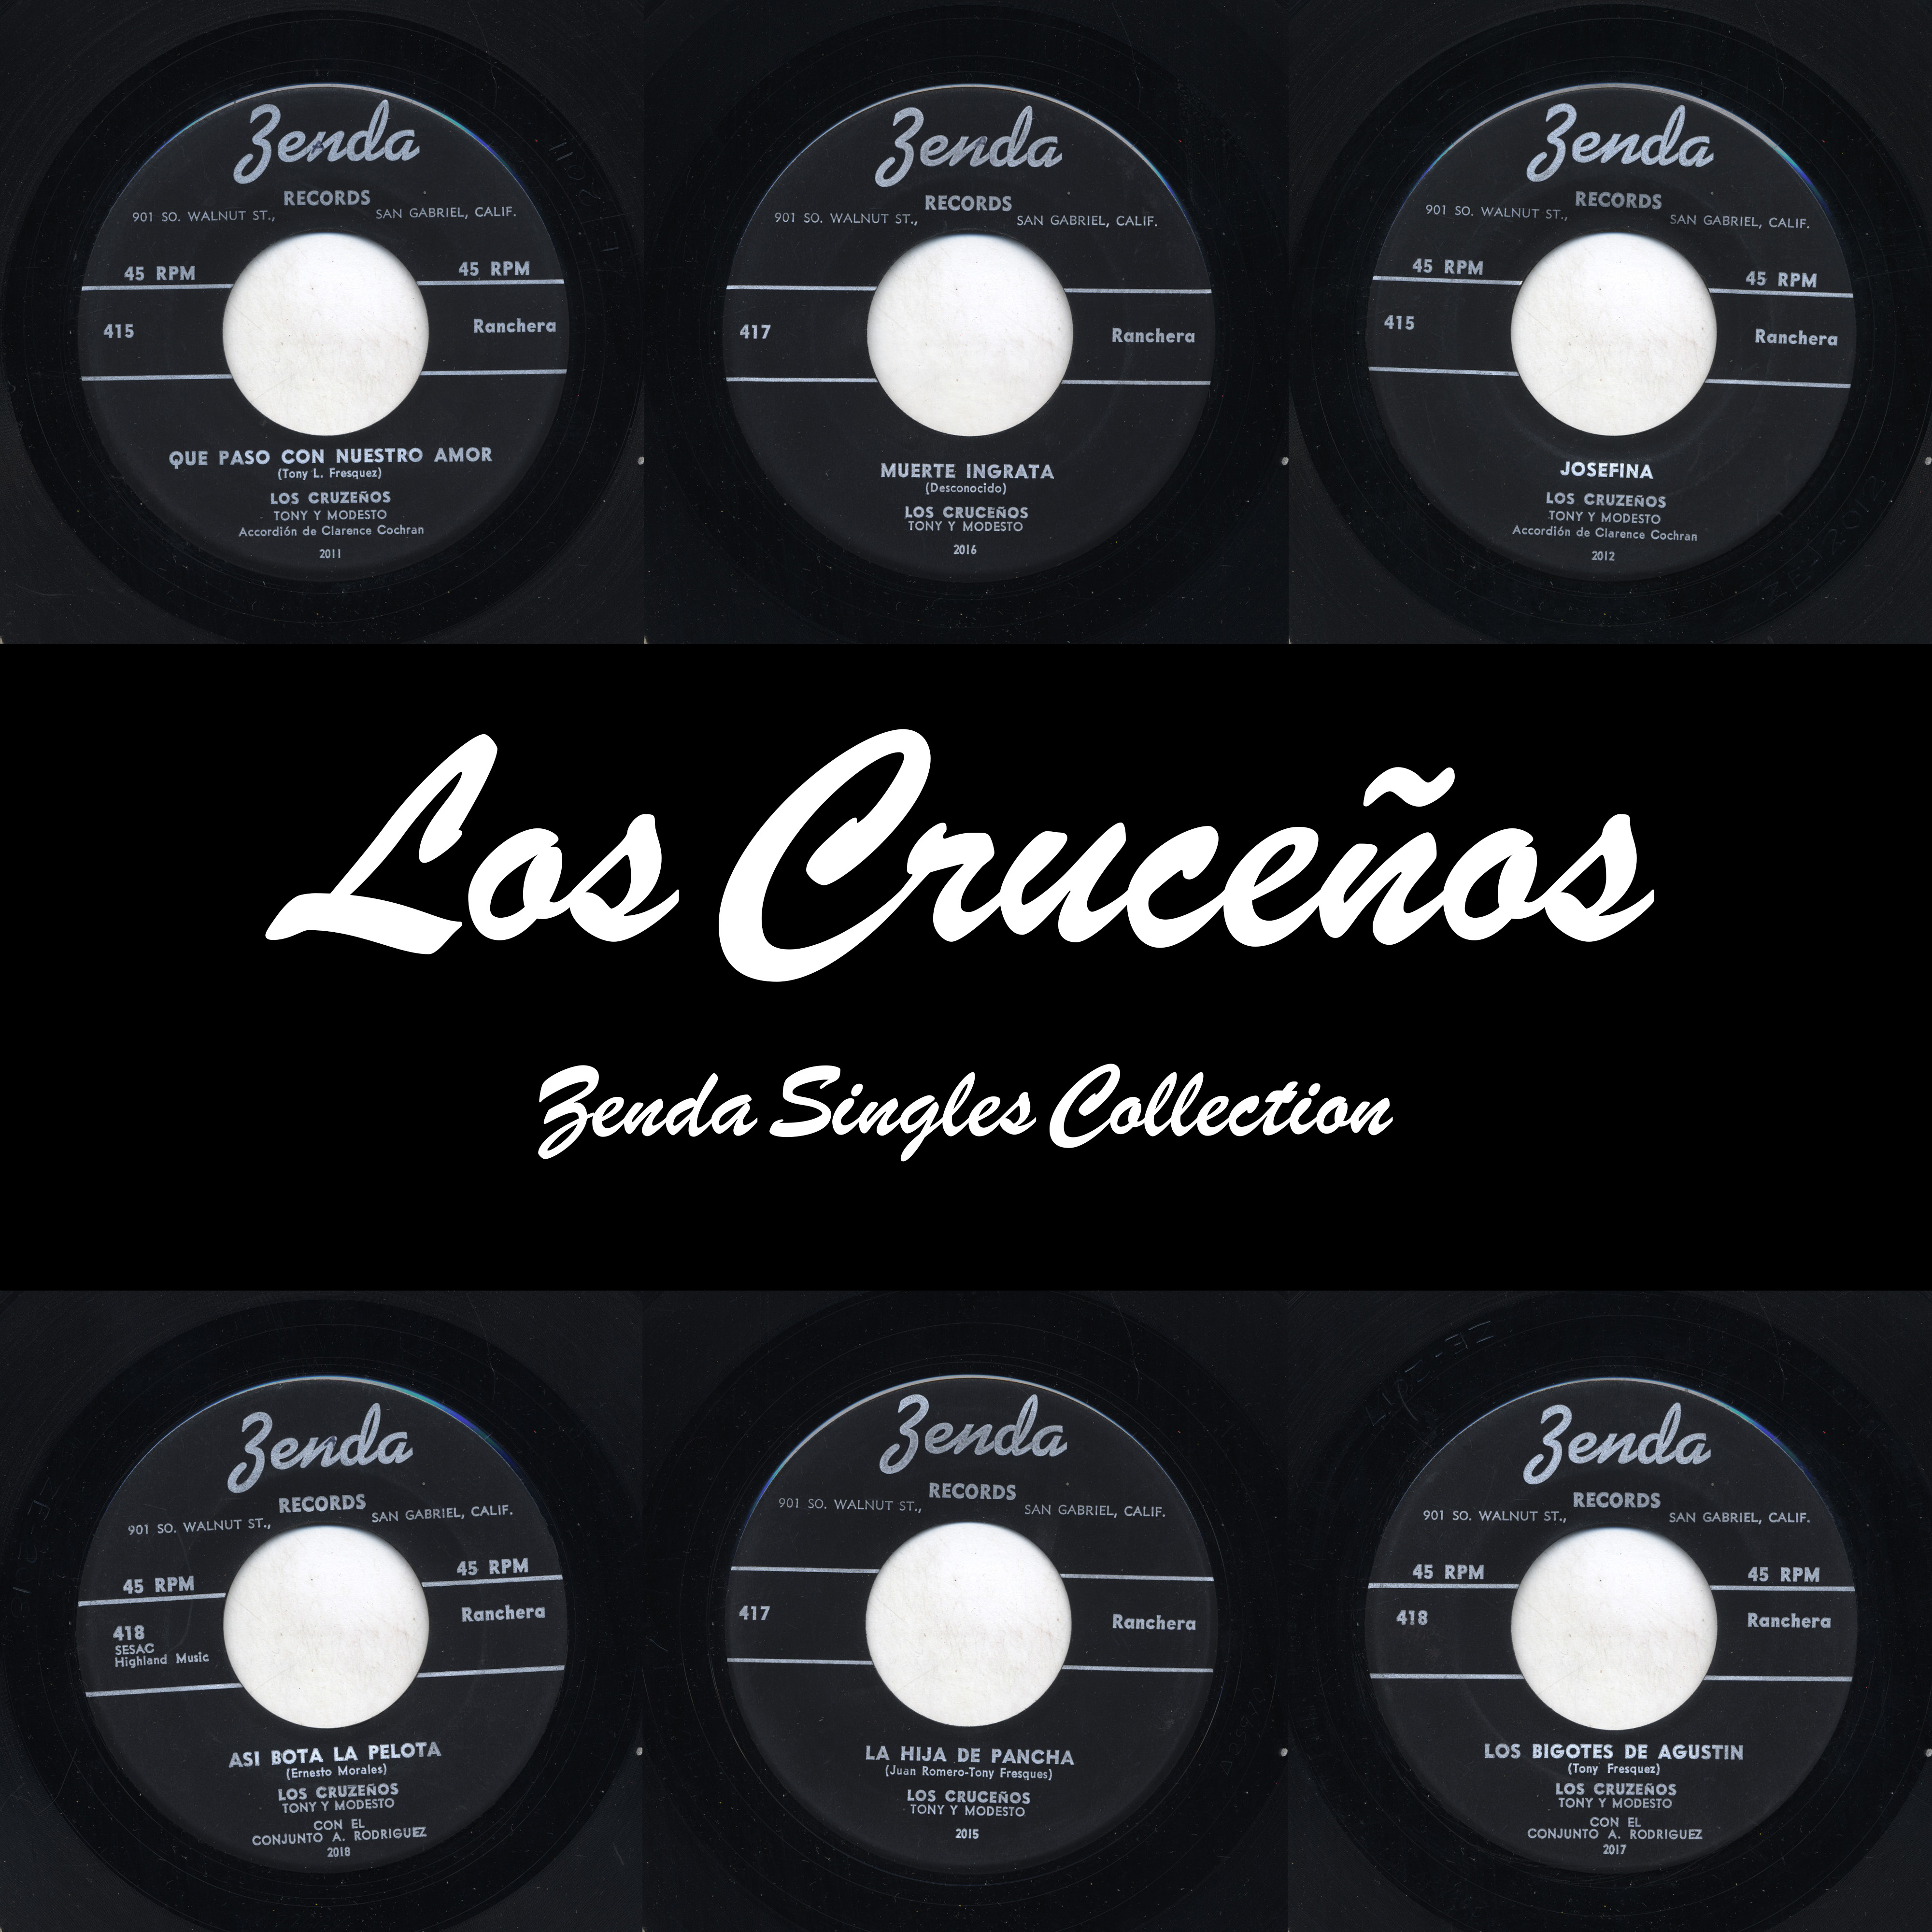 Zenda
RECORDS
901 SO. WALNUT ST., SAN GABRIEL, CALIF.
45 RPM 45 RPM
415 Ranchera
QUE PASO CON NUESTRO AMOR
(Tony L. Fresquez)
LOS CRUZEÑOS
TONY Y MODESTO
Accordión de Clarence Cochran
2011
Zenda
RECORDS
901 SO. WALNUT ST., SAN GABRIEL, CALIF.
417 Ranchera
MUERTE INGRATA
(Desconocido)
LOS CRUCEÑOS
TONY Y MODESTO
2016
Zenda
RECORDS
901 SO. WALNUT ST., SAN GABRIEL, CALIF.
45 RPM 45 RPM
415 Ranchera
JOSEFINA
LOS CRUZEÑOS
TONY Y MODESTO
Accordión de Clarence Cochran
2012
Los Cruceños
Zenda Singles Collection
Zenda
RECORDS
901 SO. WALNUT ST., SAN GABRIEL, CALIF.
45 RPM 45 RPM
418 Ranchera
SESAC
Highland Music
ASI BOTA LA PELOTA
(Ernesto Morales)
LOS CRUZEÑOS
TONY Y MODESTO
CON EL
CONJUNTO A. RODRIGUEZ
2018
Zenda
RECORDS
901 SO. WALNUT ST., SAN GABRIEL, CALIF.
417 Ranchera
LA HIJA DE PANCHA
(Juan Romero-Tony Fresques)
LOS CRUCEÑOS
TONY Y MODESTO
2015
Zenda
RECORDS
901 SO. WALNUT ST., SAN GABRIEL, CALIF.
45 RPM 45 RPM
418 Ranchera
LOS BIGOTES DE AGUSTIN
(Tony Fresquez)
LOS CRUZEÑOS
TONY Y MODESTO
CON EL
CONJUNTO A. RODRIGUEZ
2017